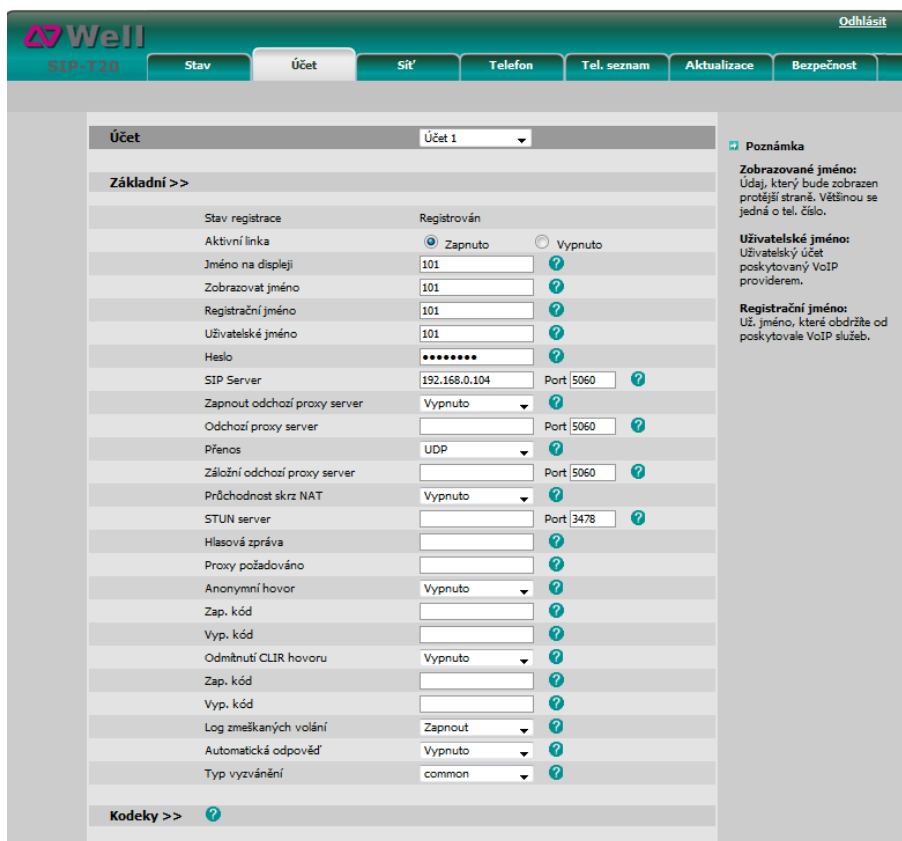 Odhlásit
Well
SIP-T20
Stav Účet Síť Telefon Tel. seznam Aktualizace Bezpečnost
Účet Účet 1
Základní >>
Stav registrace Registrován
Aktivní linka Zapnuto Vypnuto
Jméno na displeji 101 ?
Zobrazovat jméno 101 ?
Registrační jméno 101 ?
Uživatelské jméno 101 ?
Heslo •••••••• ?
SIP Server 192.168.0.104 Port 5060 ?
Zapnout odchozí proxy server Vypnuto ?
Odchozí proxy server Port 5060 ?
Přenos UDP ?
Záložní odchozí proxy server Port 5060 ?
Průchodnost skrz NAT Vypnuto ?
STUN server Port 3478 ?
Hlasová zpráva ?
Proxy požadováno ?
Anonymní hovor Vypnuto ?
Zap. kód ?
Vyp. kód ?
Odmítnutí CLIR hovoru Vypnuto ?
Zap. kód ?
Vyp. kód ?
Log zmeškaných volání Zapnout ?
Automatická odpověď Vypnuto ?
Typ vyzvánění common ?
Kodeky >> ?
Poznámka
Zobrazované jméno:
Údaj, který bude zobrazen
protější straně. Většinou se
jedná o tel. číslo.
Uživatelské jméno:
Uživatelský účet
poskytovaný VoIP
providerem.
Registrační jméno:
Už. jméno, které obdržíte od
poskytovale VoIP služeb.